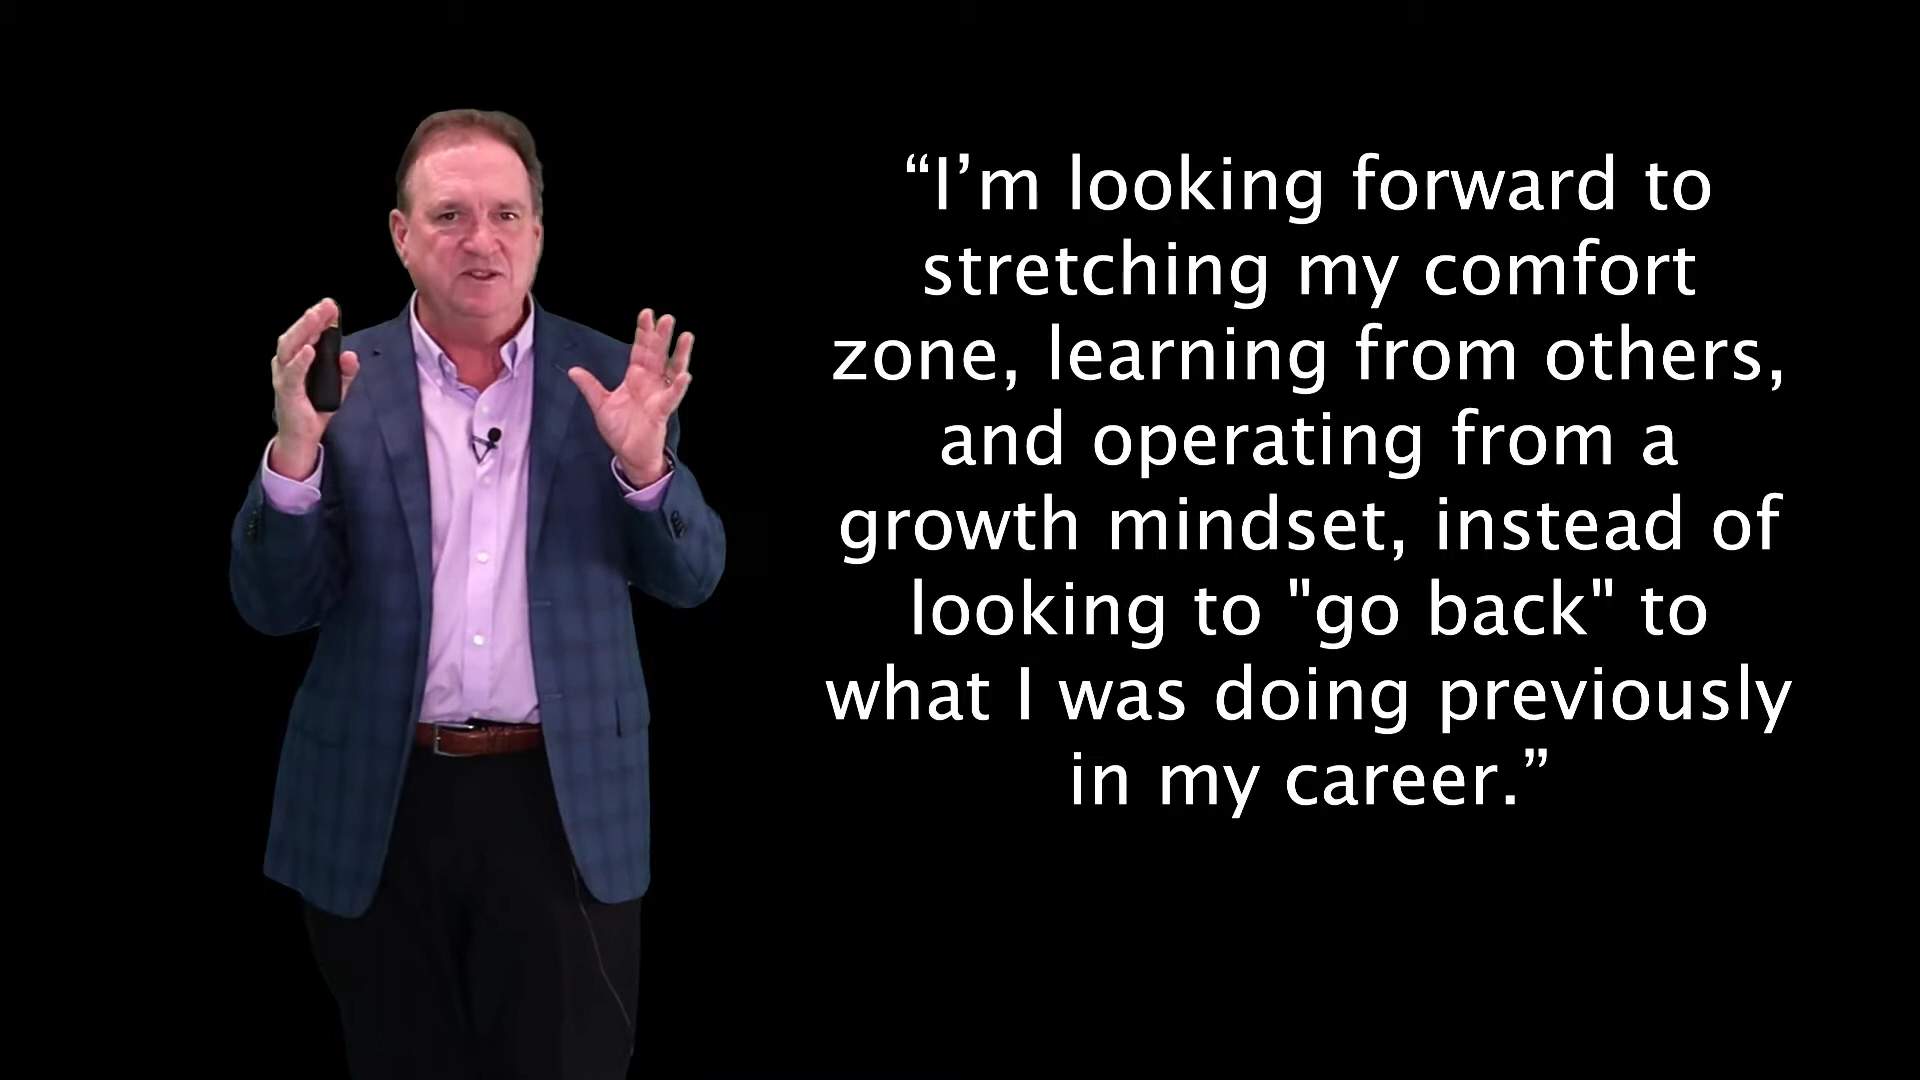 “I’m looking forward to
stretching my comfort
zone, learning from others,
and operating from a
growth mindset, instead of
looking to "go back" to
what I was doing previously
in my career.”